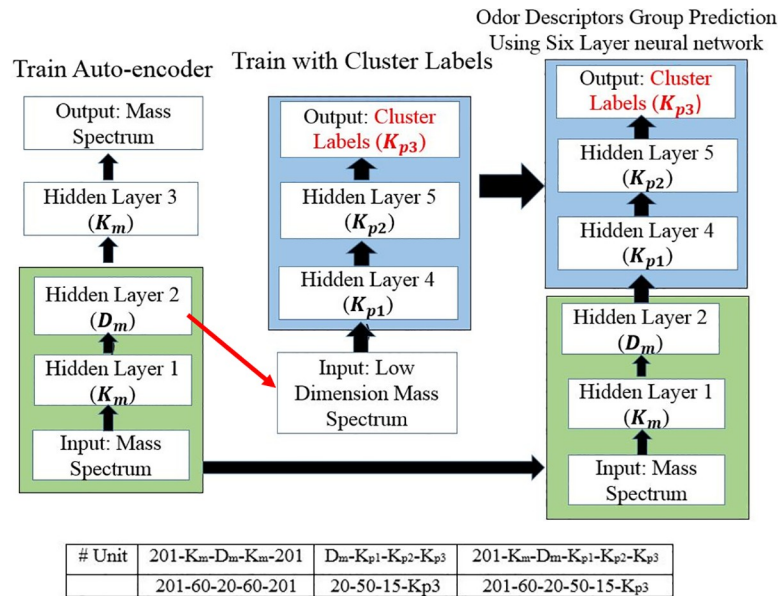 Train Auto-encoder
Output: Mass
Spectrum
Hidden Layer 3
(Km)
Hidden Layer 2
(Dm)
Hidden Layer 1
(Km)
Input: Mass
Spectrum
Train with Cluster Labels
Output: Cluster
Labels (Kp3)
Hidden Layer 5
(Kp2)
Hidden Layer 4
(Kp1)
Input: Low
Dimension Mass
Spectrum
Odor Descriptors Group Prediction
Using Six Layer neural network
Output: Cluster
Labels (Kp3)
Hidden Layer 5
(Kp2)
Hidden Layer 4
(Kp1)
Hidden Layer 2
(Dm)
Hidden Layer 1
(Km)
Input: Mass
Spectrum
# Unit 201-Km-Dm-Km-201 Dm-Kp1-Kp2-Kp3 201-Km-Dm-Kp1-Kp2-Kp3
201-60-20-60-201 20-50-15-Kp3 201-60-20-50-15-Kp3